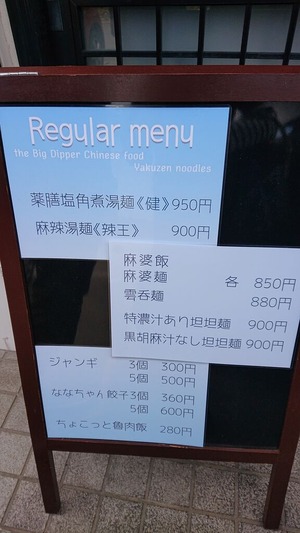 Regular menu
the Big Dipper Chinese food
Yakuzen noodles
薬膳塩角煮湯麺《健》950円
麻辣湯麺《辣王》 900円
麻婆飯
麻婆麺 各 850円
雲呑麺 880円
特濃汁あり坦坦麺 900円
黒胡麻汁なし坦坦麺 900円
ジャンギ 3個 300円
5個 500円
ななちゃん餃子3個 360円
5個 600円
ちょこっと魯肉飯 280円